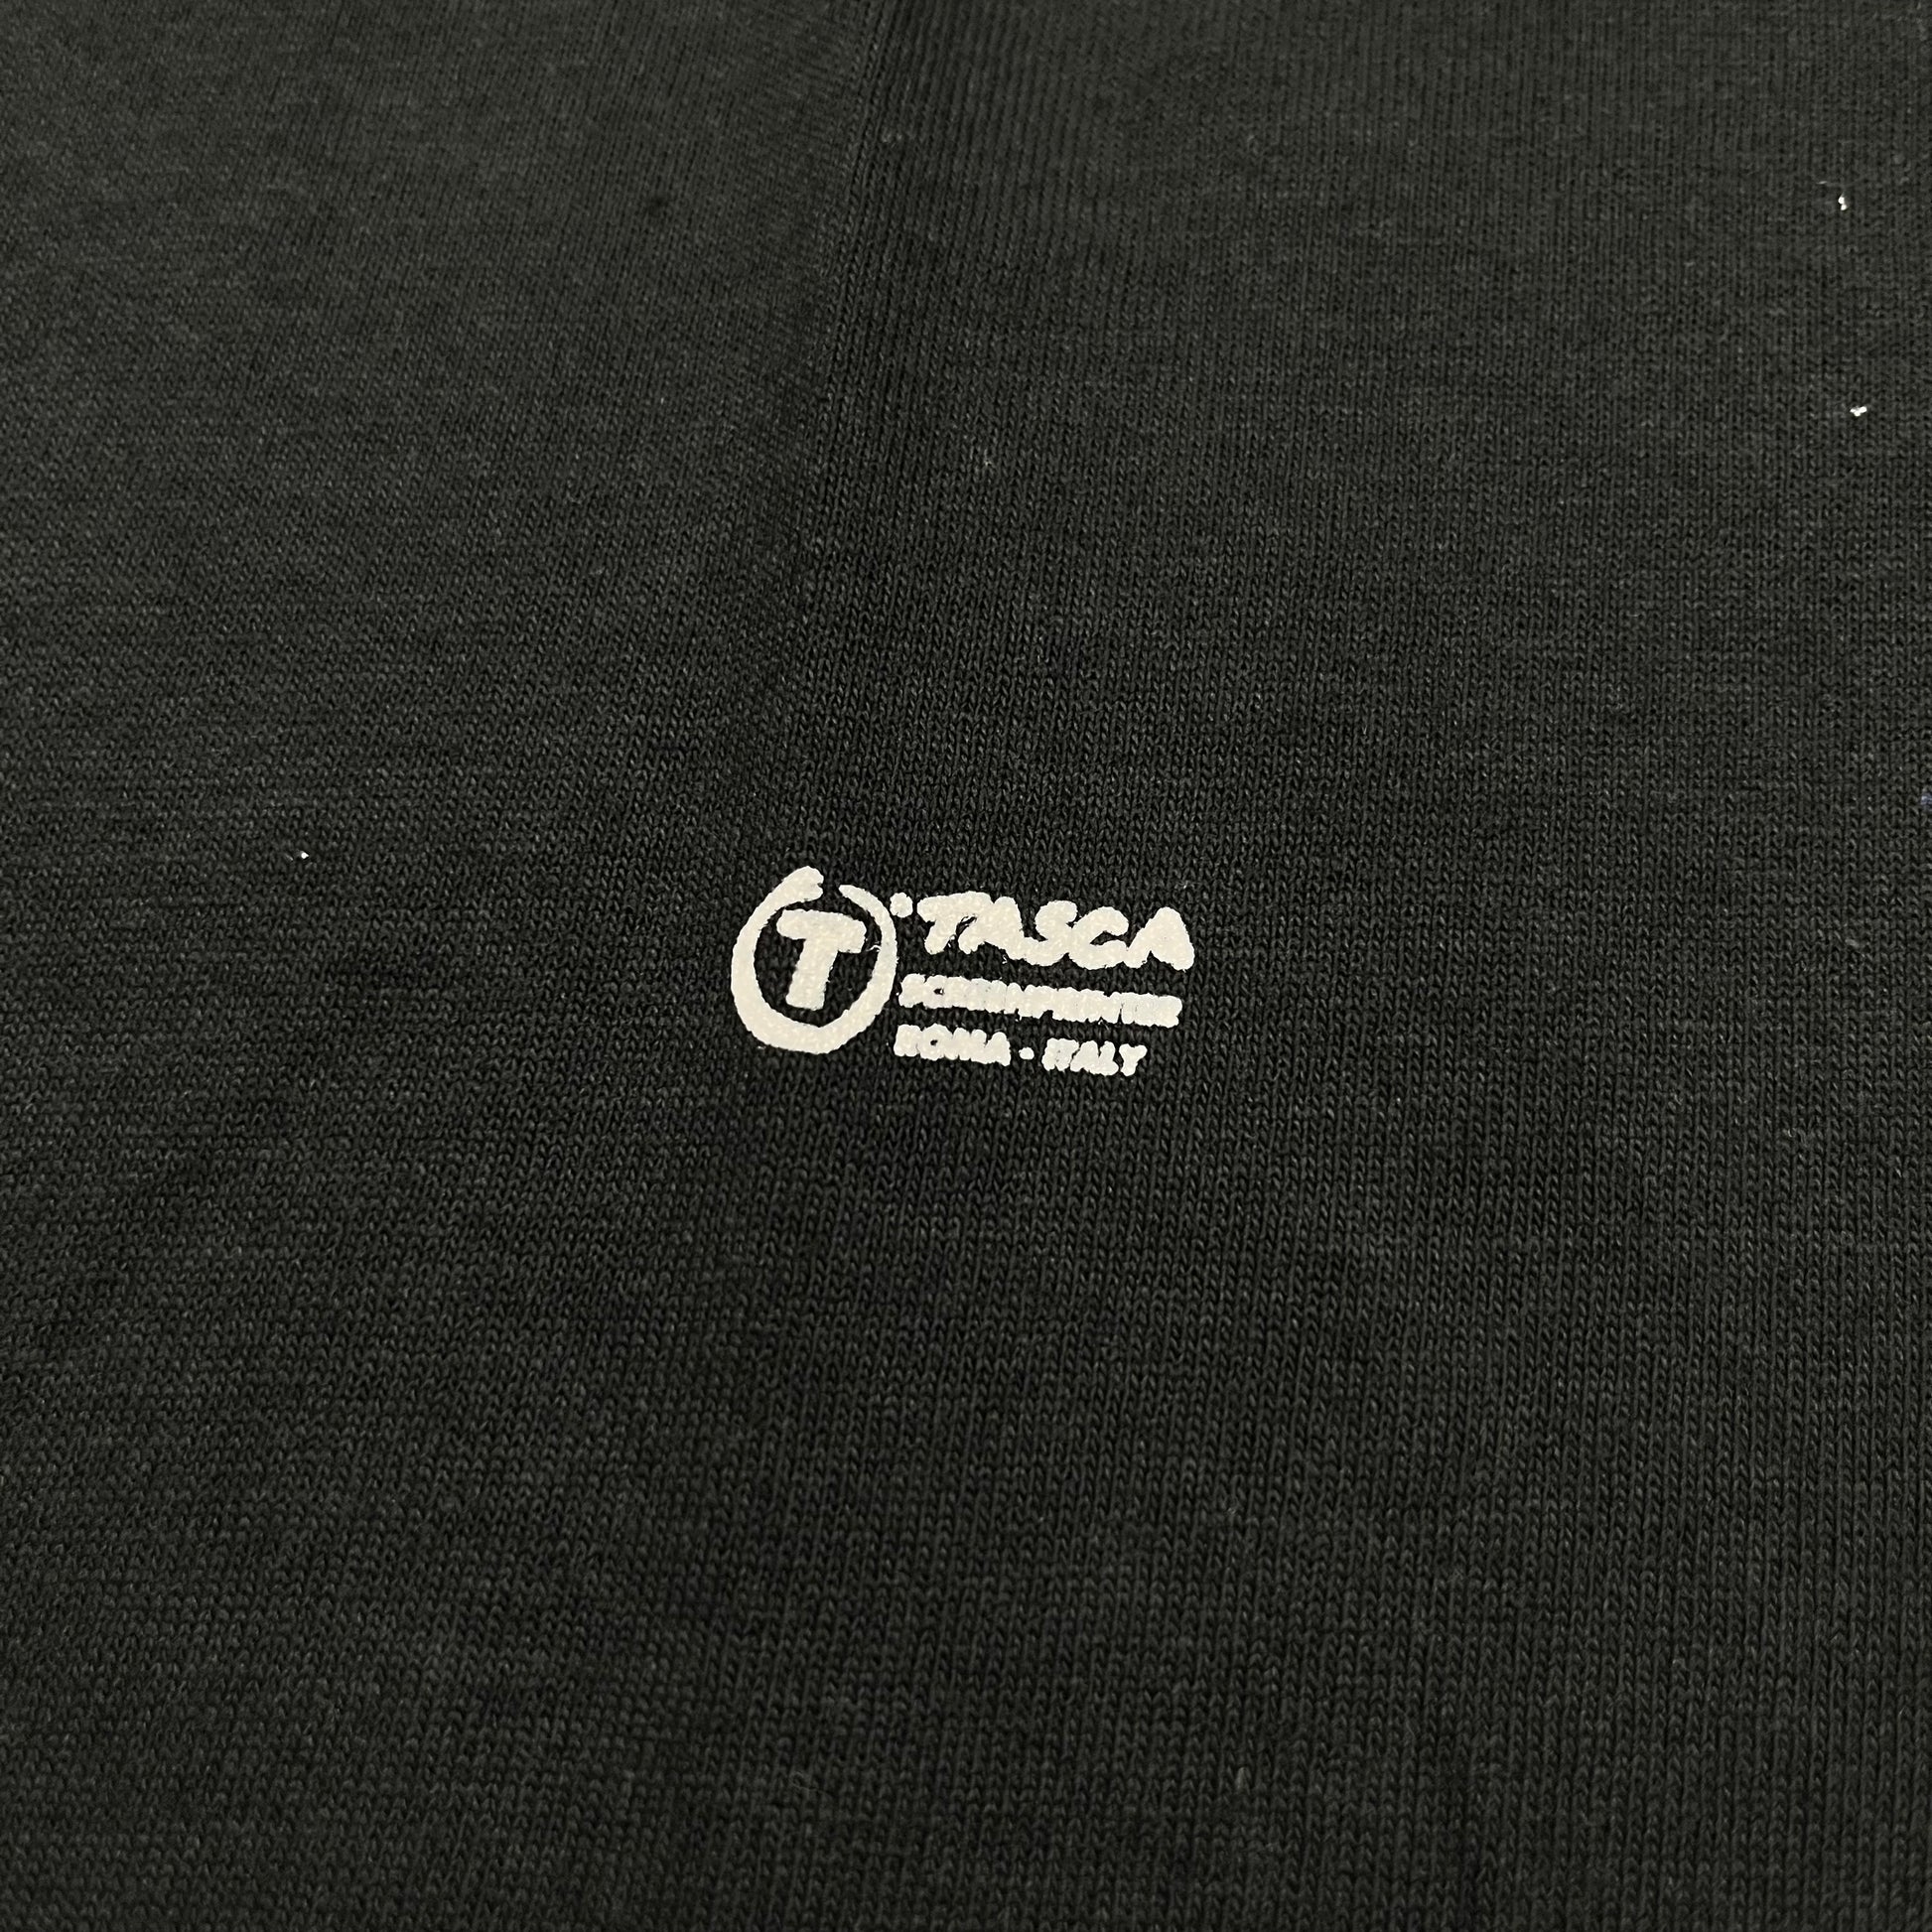 T TASCA
SCREENPRINTER
ROMA · ITALY